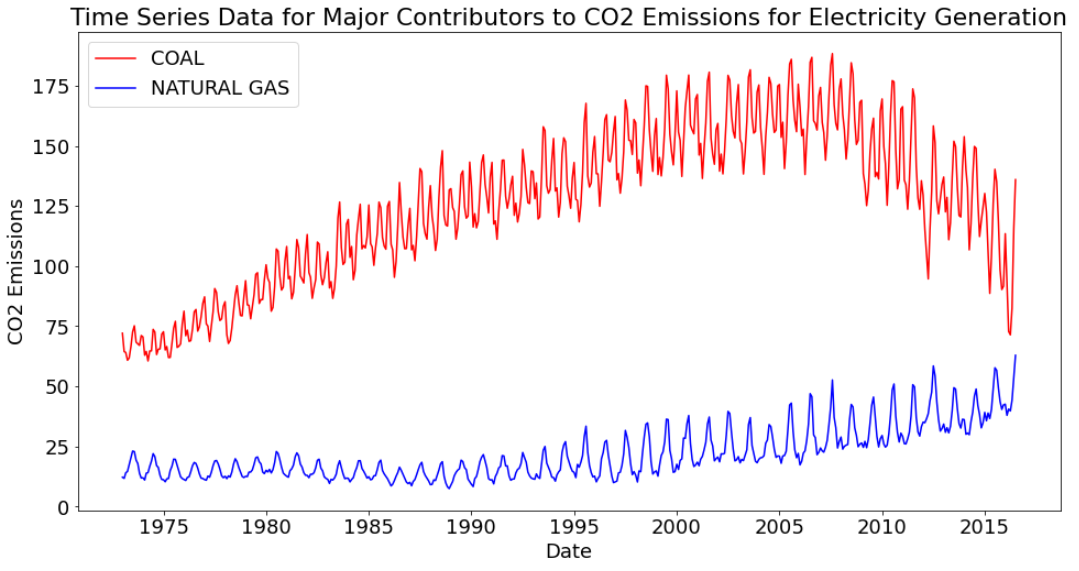 Time Series Data for Major Contributors to CO2 Emissions for Electricity Generation
COAL
NATURAL GAS
CO2 Emissions
175
150
125
100
75
50
25
0
1975 1980 1985 1990 1995 2000 2005 2010 2015
Date